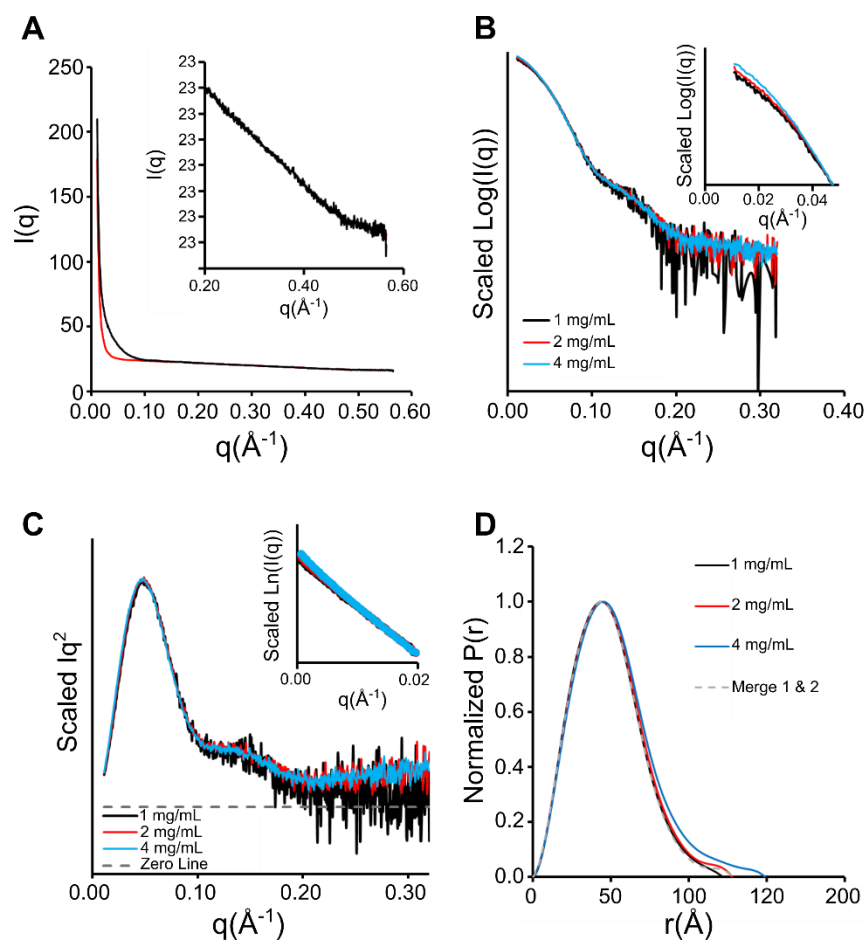 A
250
200
150
100
50
0
I(q)
0.00 0.10 0.20 0.30 0.40 0.50 0.60
q(Å-1)
23
23
23
23
23
23
23
23
I(q)
0.20 0.40 0.60
q(Å-1)
B
Scaled Log(I(q))
1 mg/mL
2 mg/mL
4 mg/mL
0.00 0.10 0.20 0.30 0.40
q(Å-1)
Scaled Log(I(q))
0.00 0.02 0.04
q(Å-1)
C
Scaled Iq2
1 mg/mL
2 mg/mL
4 mg/mL
Zero Line
0.00 0.10 0.20 0.30
q(Å-1)
Scaled Ln(I(q))
0.00 0.02
q(Å-1)
D
1.2
1.0
0.8
0.6
0.4
0.2
0.0
Normalized P(r)
1 mg/mL
2 mg/mL
4 mg/mL
Merge 1 & 2
0 50 100 120 200
r(Å)